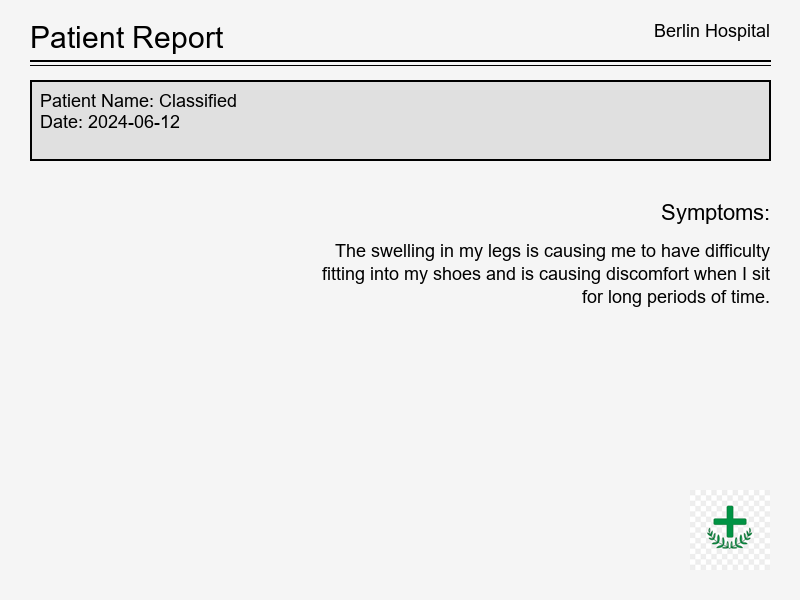 Patient Report
Berlin Hospital
Patient Name: Classified
Date: 2024-06-12
Symptoms:
The swelling in my legs is causing me to have difficulty
fitting into my shoes and is causing discomfort when I sit
for long periods of time.